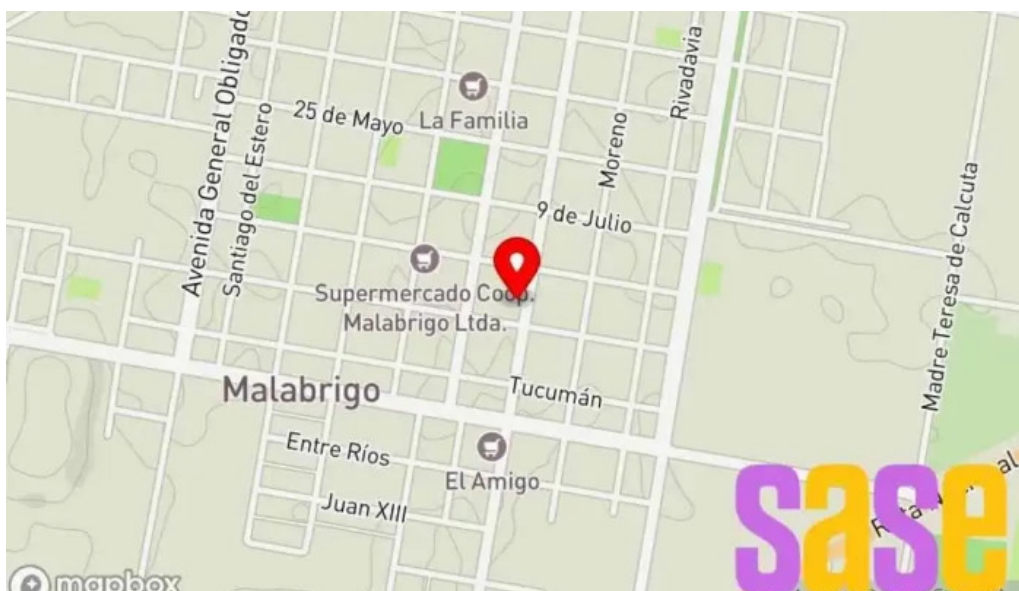 Avenida General Obligado
Santiago del Estero
25 de Mayo
La Familia
Moreno
Rivadavia
9 de Julio
Madre Teresa de Calcuta
Supermercado Coop.
Malabrigo Ltda.
Malabrigo
Tucumán
Entre Ríos
El Amigo
Juan XIII
sase
mapbox